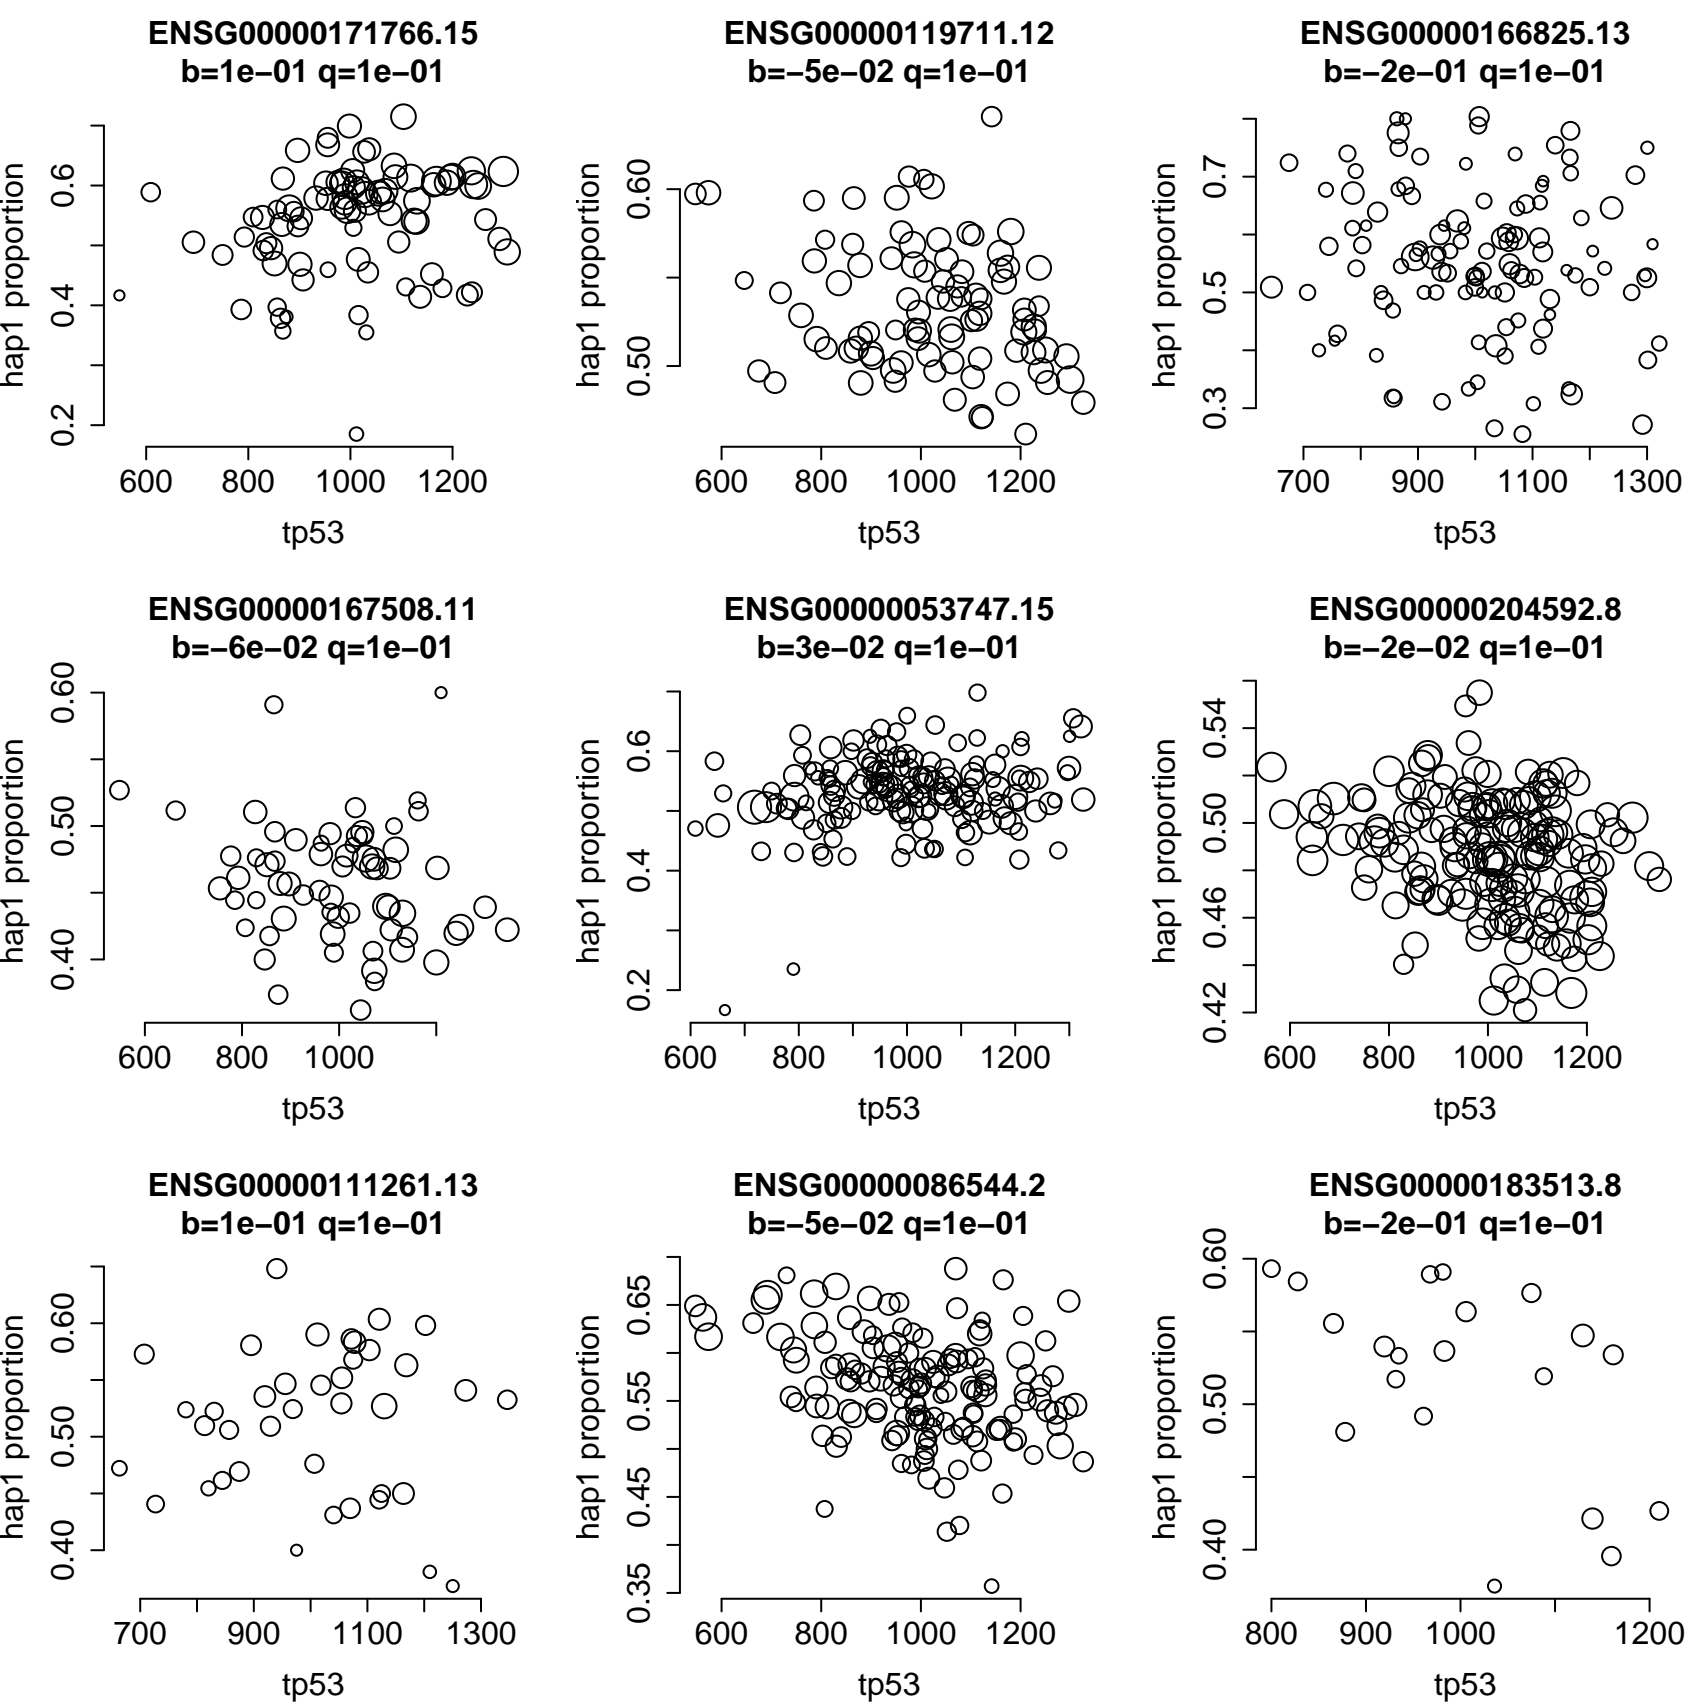 ENSG00000171766.15
b=1e−01 q=1e−01
hap1 proportion
0.2 0.4 0.6
600 800 1000 1200
tp53
ENSG00000119711.12
b=−5e−02 q=1e−01
hap1 proportion
0.50 0.60
600 800 1000 1200
tp53
ENSG00000166825.13
b=−2e−01 q=1e−01
hap1 proportion
0.3 0.5 0.7
700 900 1100 1300
tp53
ENSG00000167508.11
b=−6e−02 q=1e−01
hap1 proportion
0.40 0.50 0.60
600 800 1000
tp53
ENSG00000053747.15
b=3e−02 q=1e−01
hap1 proportion
0.2 0.4 0.6
600 800 1000 1200
tp53
ENSG00000204592.8
b=−2e−02 q=1e−01
hap1 proportion
0.42 0.46 0.50 0.54
600 800 1000 1200
tp53
ENSG00000111261.13
b=1e−01 q=1e−01
hap1 proportion
0.40 0.50 0.60
700 900 1100 1300
tp53
ENSG00000086544.2
b=−5e−02 q=1e−01
hap1 proportion
0.35 0.45 0.55 0.65
600 800 1000 1200
tp53
ENSG00000183513.8
b=−2e−01 q=1e−01
hap1 proportion
0.40 0.50 0.60
800 900 1000 1200
tp53